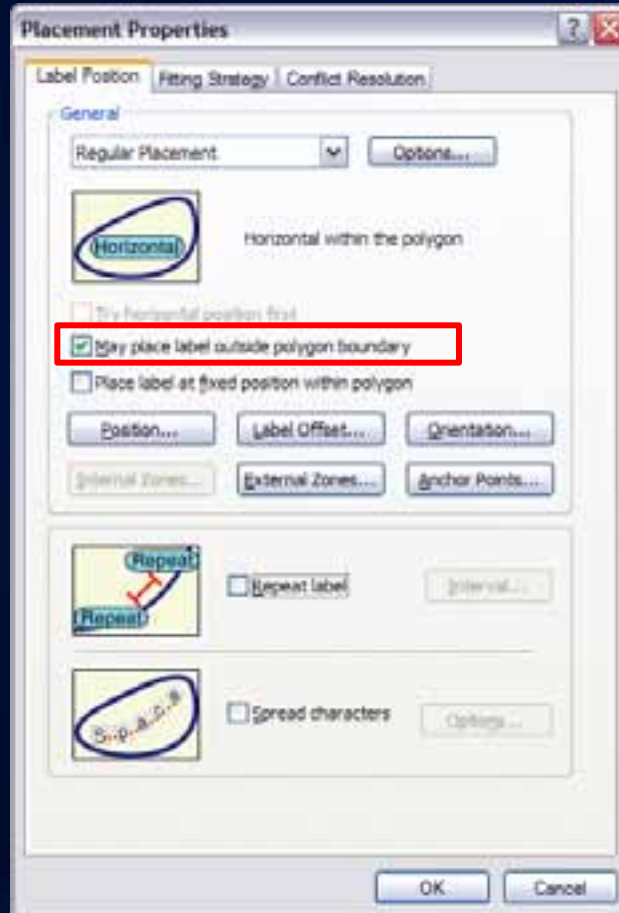 Placement Properties
Label Position Fitting Strategy Conflict Resolution
General
Regular Placement Options...
Horizontal Horizontal within the polygon
Try horizontal position first
May place label outside polygon boundary
Place label at fixed position within polygon
Position... Label Offset... Orientation...
Internal Zones... External Zones... Anchor Points...
Repeat
Repeat label Interval...
Repeat
S..p..a..c..e Spread characters Options...
OK Cancel